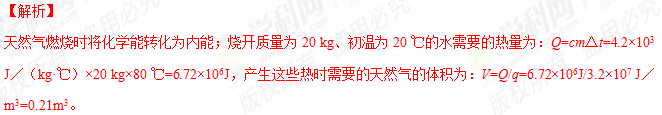 【解析】
天然气燃烧时将化学能转化为内能；烧开质量为 20 kg、初温为 20 ℃的水需要的热量为：Q=cm△t=4.2×10³
J／（kg·℃）×20 kg×80 ℃=6.72×10⁶J，产生这些热时需要的天然气的体积为：V=Q/q=6.72×10⁶J/3.2×10⁷ J／
m³=0.21m³。